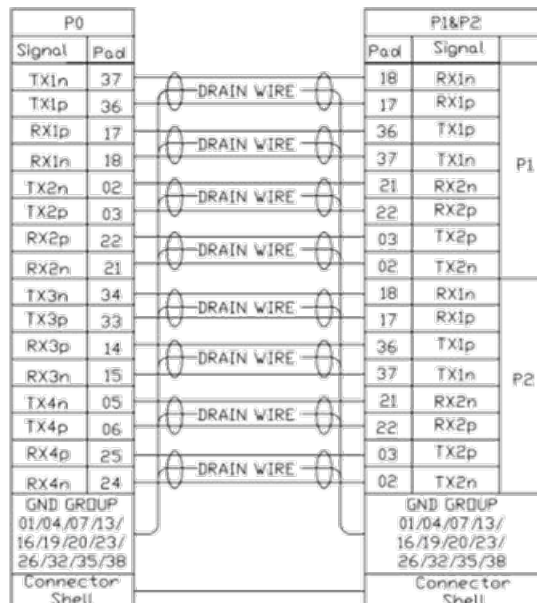 P0 P1&P2
Signal Pad Pad Signal
TX1n 37 DRAIN WIRE 18 RX1n
TX1p 36 17 RX1p
RX1p 17 DRAIN WIRE 36 TX1p
RX1n 18 37 TX1n P1
TX2n 02 DRAIN WIRE 21 RX2n
TX2p 03 22 RX2p
RX2p 22 DRAIN WIRE 03 TX2p
RX2n 21 02 TX2n
TX3n 34 DRAIN WIRE 18 RX1n
TX3p 33 17 RX1p
RX3p 14 DRAIN WIRE 36 TX1p
RX3n 15 37 TX1n P2
TX4n 05 DRAIN WIRE 21 RX2n
TX4p 06 22 RX2p
RX4p 25 DRAIN WIRE 03 TX2p
RX4n 24 02 TX2n
GND GROUP GND GROUP
01/04/07/13/ 01/04/07/13/
16/19/20/23/ 16/19/20/23/
26/32/35/38 26/32/35/38
Connector Connector
Shell Shell